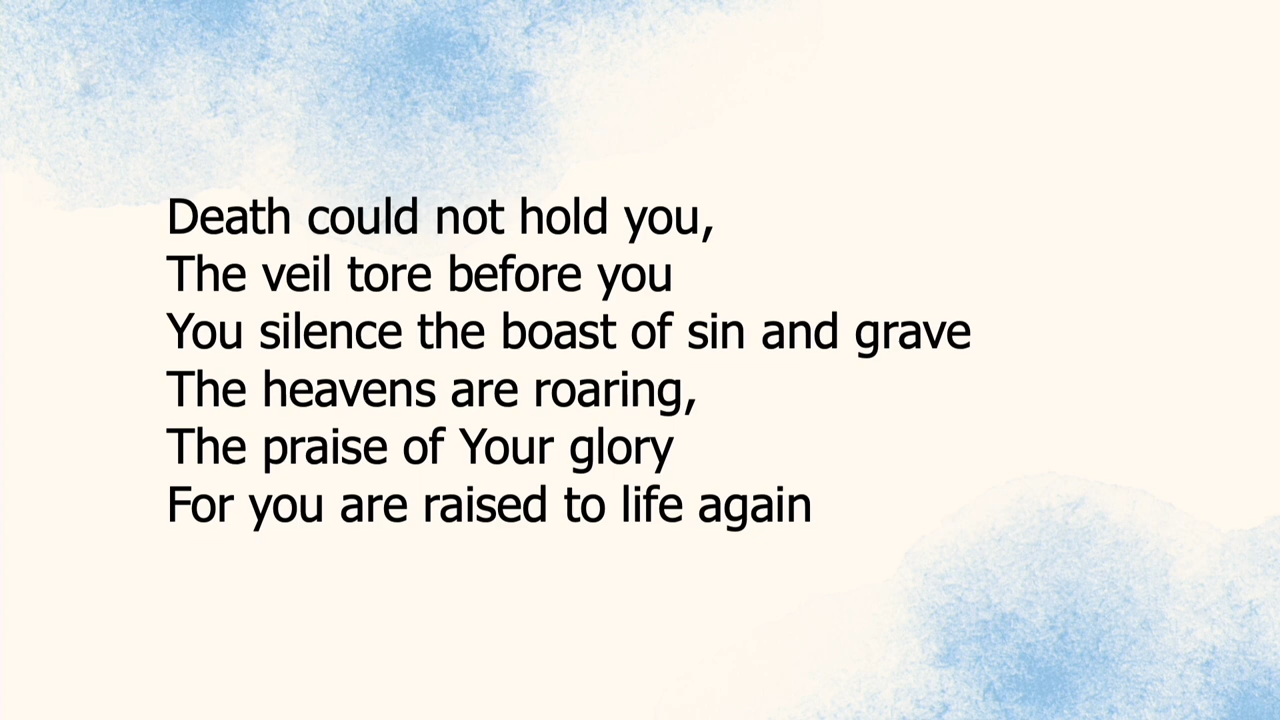 Death could not hold you,
The veil tore before you
You silence the boast of sin and grave
The heavens are roaring,
The praise of Your glory
For you are raised to life again